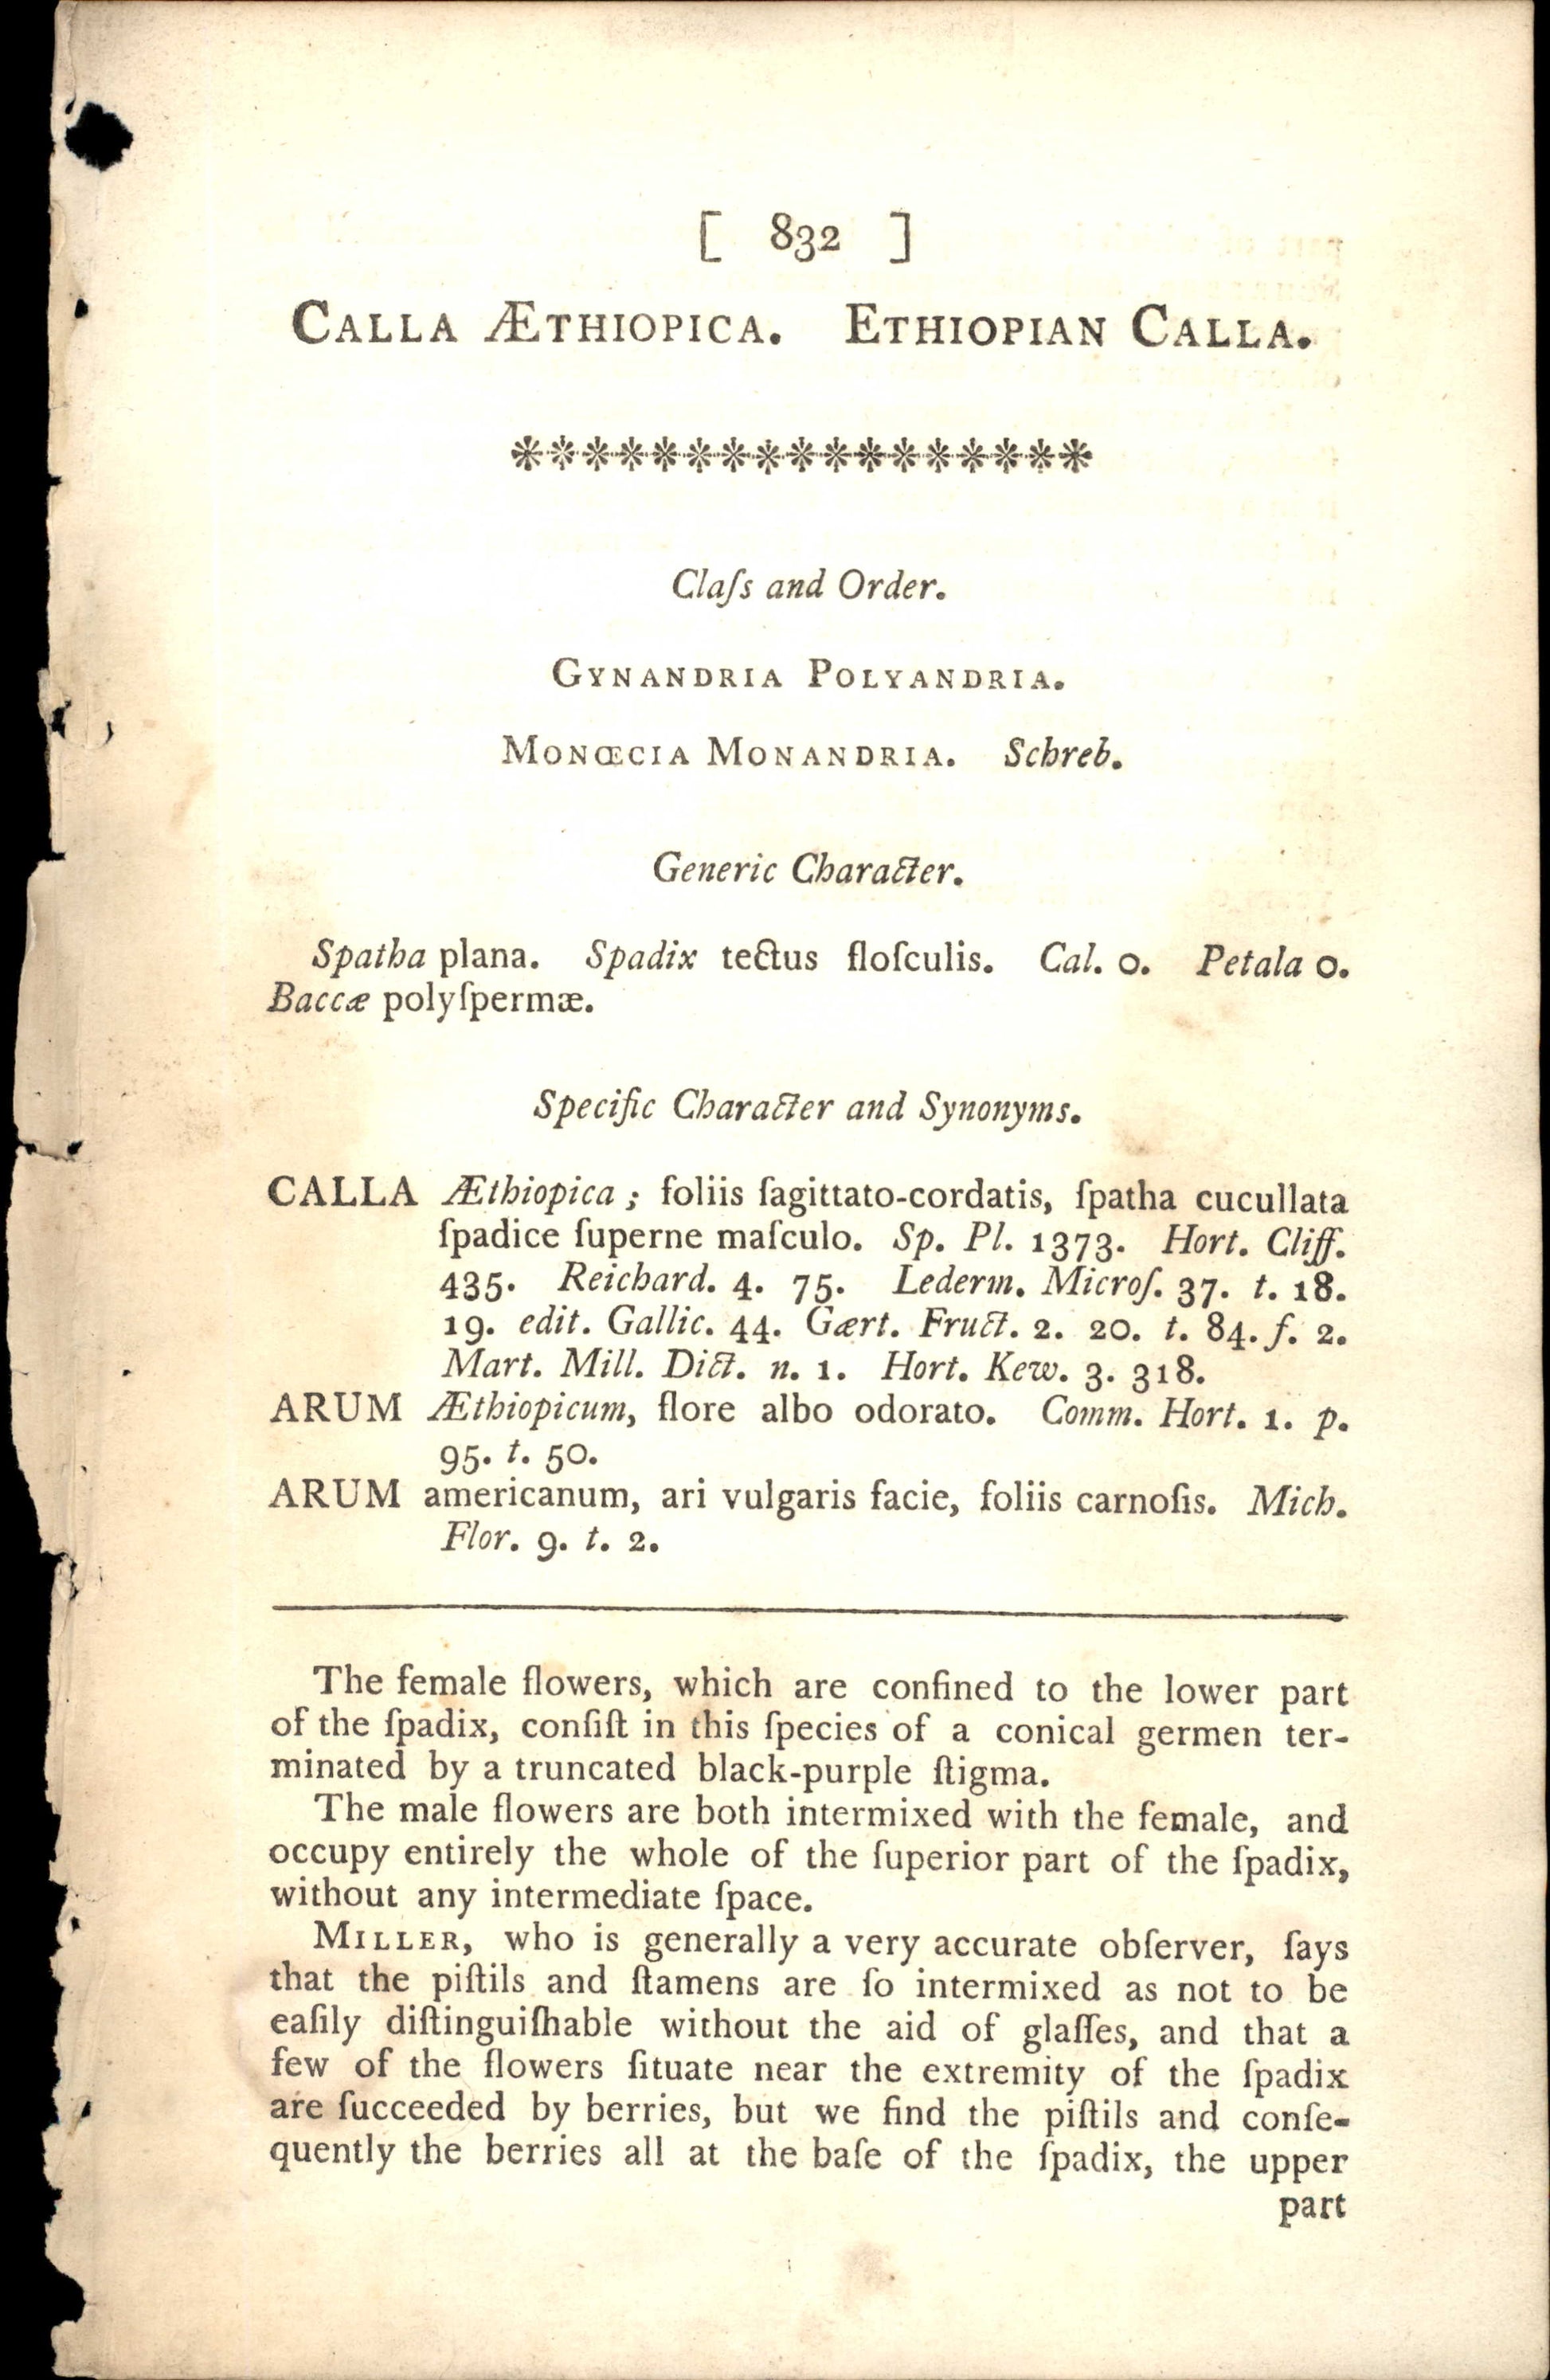 [ 832 ]
CALLA ÆTHIOPICA. ETHIOPIAN CALLA.
✼✼✼✼✼✼✼✼✼✼✼✼✼✼✼✼✼
Claſs and Order.
GYNANDRIA POLYANDRIA.
MONŒCIA MONANDRIA. Schreb.
Generic Character.
Spatha plana. Spadix tectus floſculis. Cal. 0. Petala 0.
Baccæ polyſpermæ.
Specific Character and Synonyms.
CALLA Æthiopica; foliis ſagittato-cordatis, ſpatha cucullata
ſpadice ſuperne maſculo. Sp. Pl. 1373. Hort. Cliff.
435. Reichard. 4. 75. Lederm. Microſ. 37. t. 18.
19. edit. Gallic. 44. Gært. Fruct. 2. 20. t. 84. f. 2.
Mart. Mill. Dict. n. 1. Hort. Kew. 3. 318.
ARUM Æthiopicum, flore albo odorato. Comm. Hort. 1. p.
95. t. 50.
ARUM americanum, ari vulgaris facie, foliis carnoſis. Mich.
Flor. 9. t. 2.
The female flowers, which are confined to the lower part
of the ſpadix, conſiſt in this ſpecies of a conical germen ter-
minated by a truncated black-purple ſtigma.
The male flowers are both intermixed with the female, and
occupy entirely the whole of the ſuperior part of the ſpadix,
without any intermediate ſpace.
MILLER, who is generally a very accurate obſerver, ſays
that the piſtils and ſtamens are ſo intermixed as not to be
eaſily diſtinguiſhable without the aid of glaſſes, and that a
few of the flowers ſituate near the extremity of the ſpadix
are ſucceeded by berries, but we find the piſtils and conſe-
quently the berries all at the baſe of the ſpadix, the upper
part